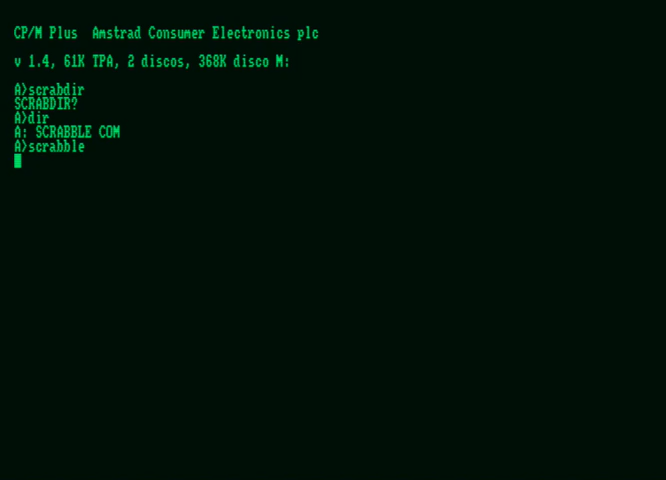 CP/M Plus  Amstrad Consumer Electronics plc
v 1.4, 61K TPA, 2 discos, 368K disco M:
A>scrabdir
SCRABDIR?
A>dir
A: SCRABBLE COM
A>scrabble